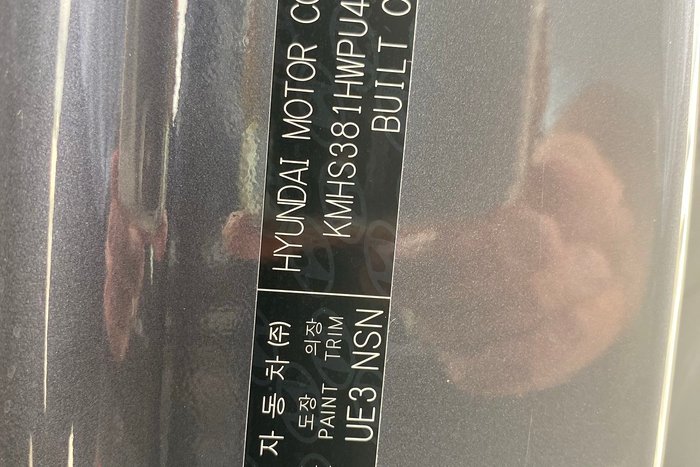 자 동 차 (주) HYUNDAI MOTOR CO
도장 의장 KMHS381HWPU4
PAINT TRIM BUILT O
UE3 NSN